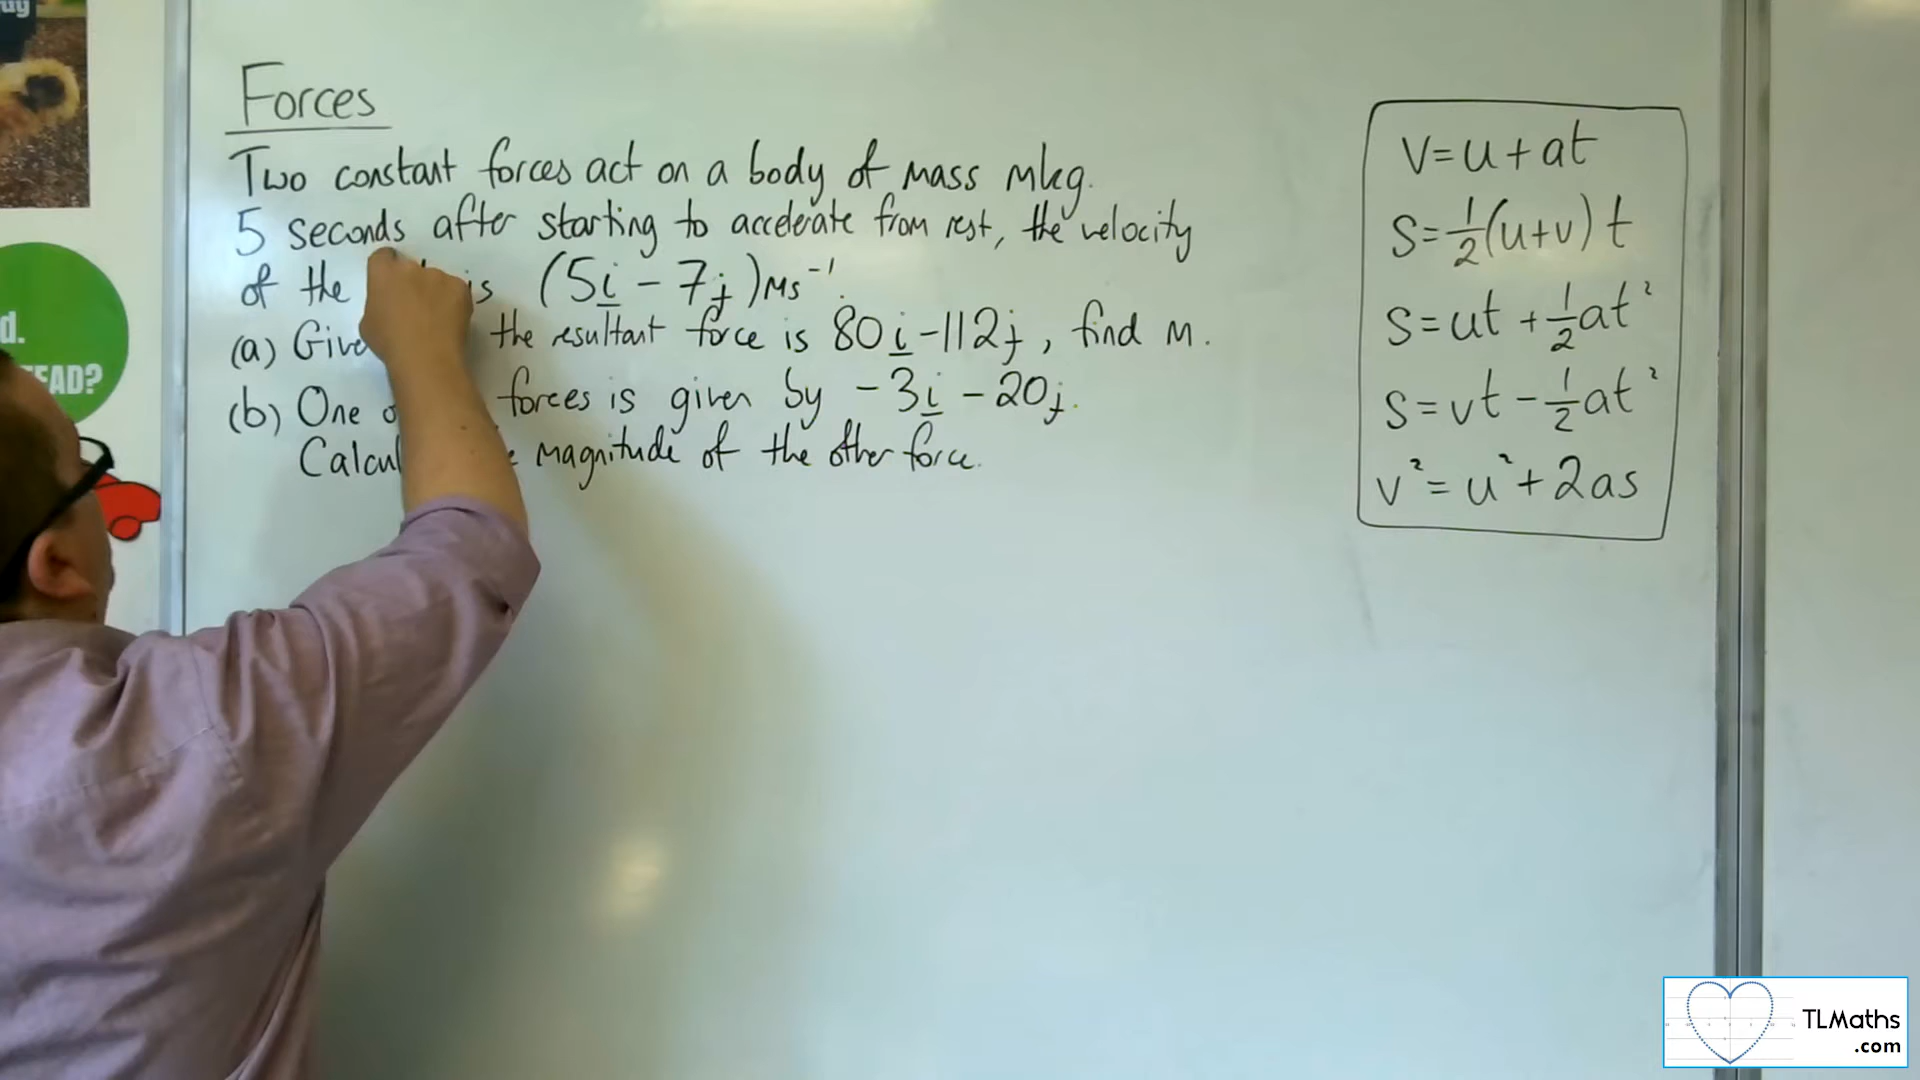 Forces
Two constant forces act on a body of mass mkg.
5 seconds after starting to accelerate from rest, the velocity
of the is (5i - 7j)ms⁻¹.
(a) Give the resultant force is 80i-112j, find m.
(b) One forces is given by -3i -20j.
Calcul magnitude of the other force.
v=u+at
s=½(u+v)t
s=ut+½at²
s=vt-½at²
v²=u²+2as
d.
EAD?
TLMaths
.com